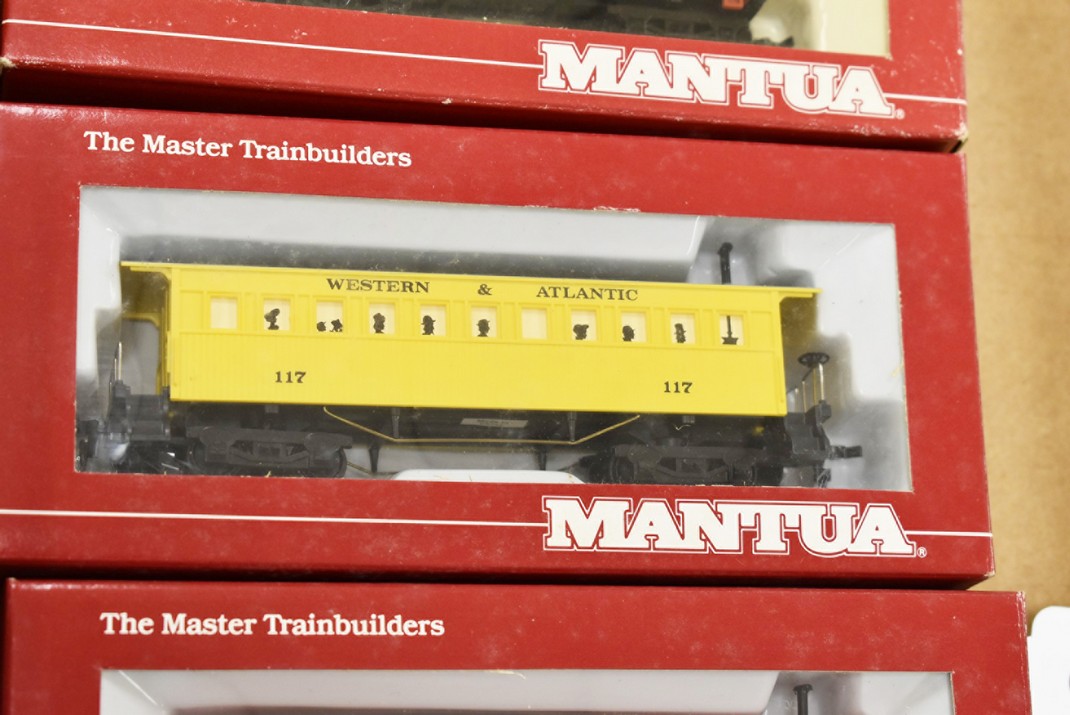 MANTUA®
The Master Trainbuilders
WESTERN & ATLANTIC
117 117
MANTUA®
The Master Trainbuilders